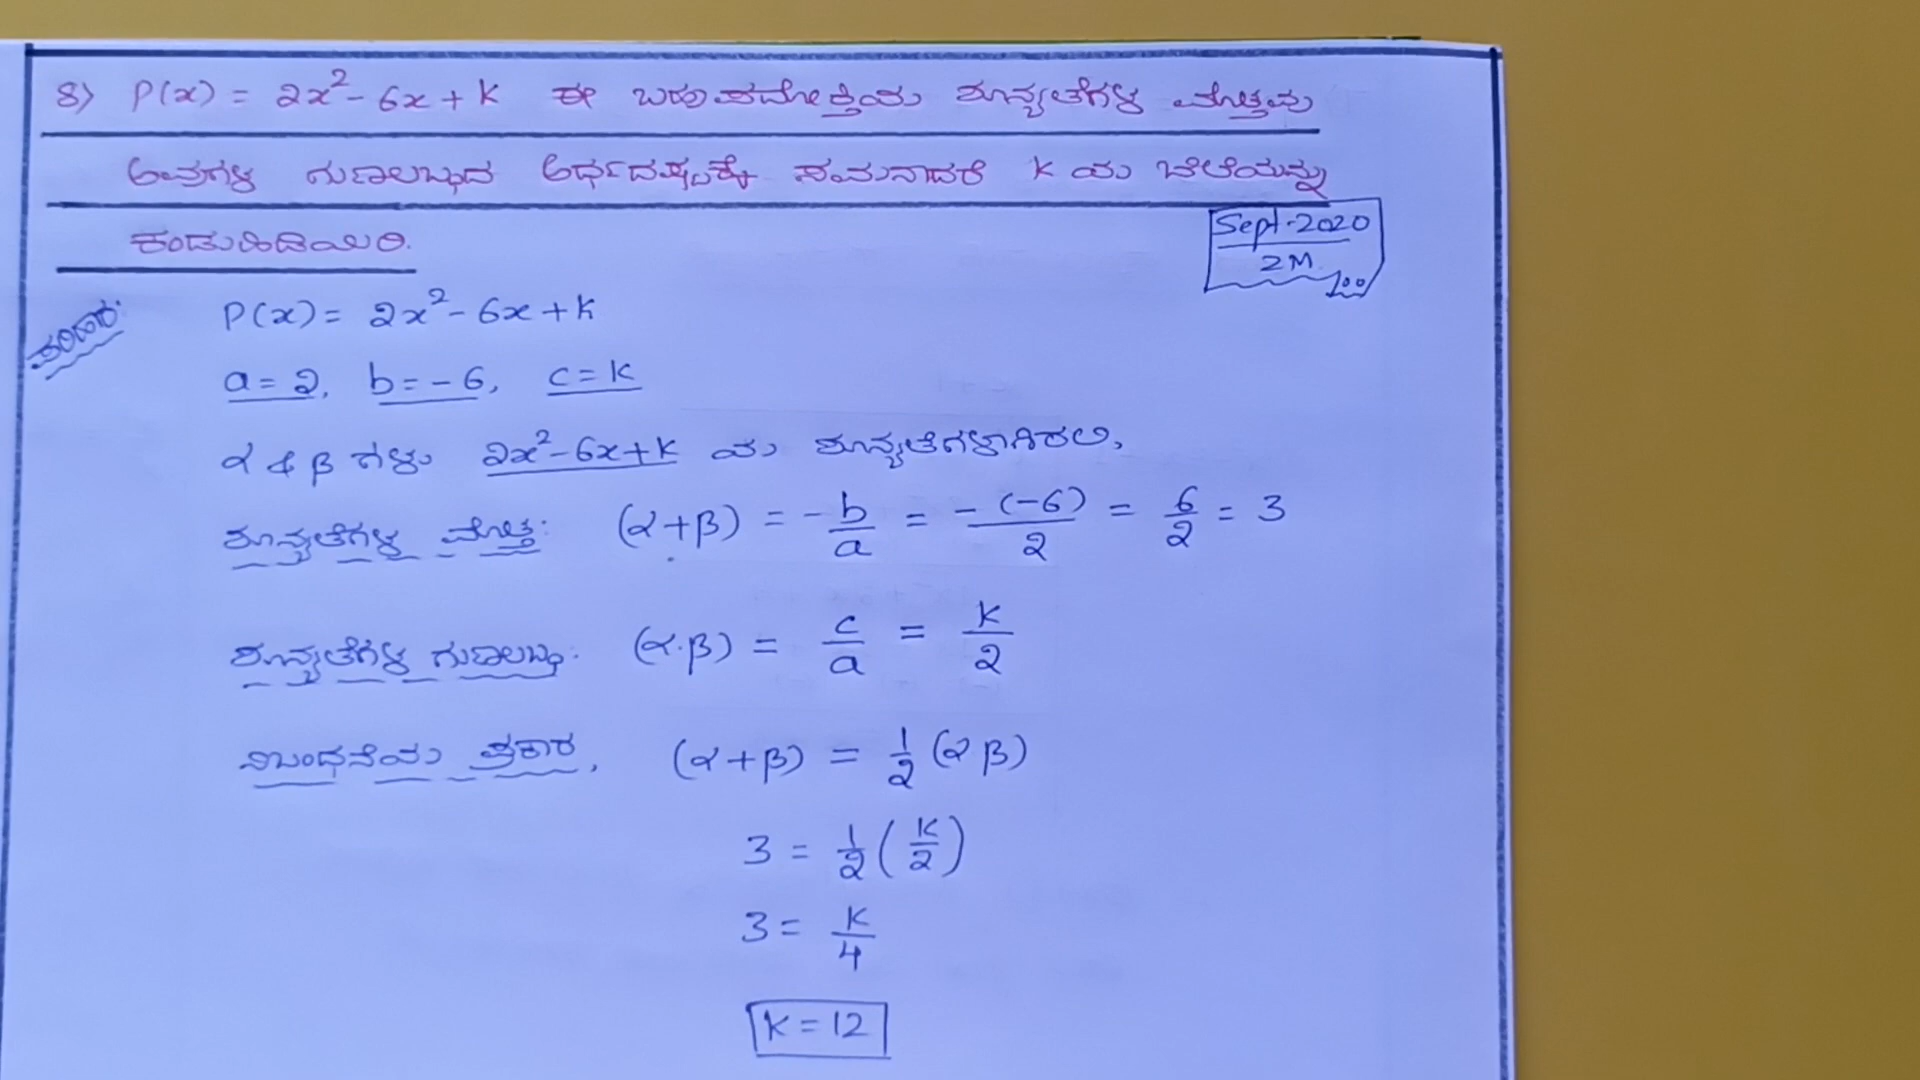 8) P(x) = 2x² - 6x + k ಈ ಬಹುಪದೋಕ್ತಿಯ ಶೂನ್ಯತೆಗಳ ಮೊತ್ತವು
ಅವುಗಳ ಗುಣಲಬ್ಧದ ಅರ್ಧದಷ್ಟಕ್ಕೆ ಸಮನಾದರೆ k ಯ ಬೆಲೆಯನ್ನು
ಕಂಡುಹಿಡಿಯಿರಿ.
Sept-2020
2M
ಪರಿಹಾರ:
P(x) = 2x² - 6x + k
a = 2, b = -6, c = k
α & β ಗಳು 2x² - 6x + k ಯ ಶೂನ್ಯತೆಗಳಾಗಿರಲಿ,
ಶೂನ್ಯತೆಗಳ ಮೊತ್ತ: (α+β) = -b/a = -(-6)/2 = 6/2 = 3
ಶೂನ್ಯತೆಗಳ ಗುಣಲಬ್ಧ: (α.β) = c/a = k/2
ನಿಬಂಧನೆಯ ಪ್ರಕಾರ, (α+β) = 1/2 (αβ)
3 = 1/2 (k/2)
3 = k/4
k = 12